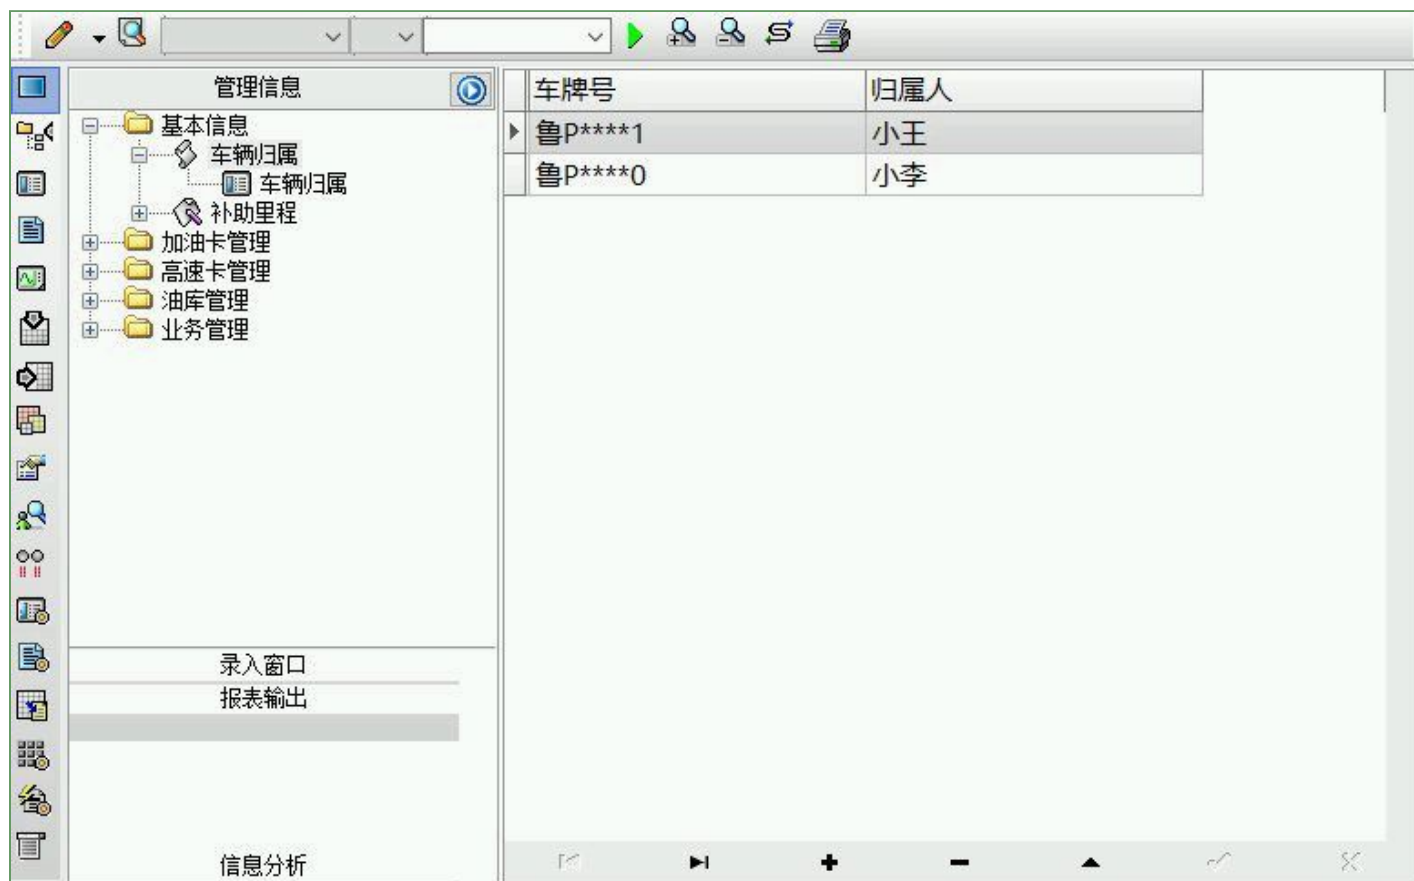 管理信息
基本信息
车辆归属
车辆归属
补助里程
加油卡管理
高速卡管理
油库管理
业务管理
录入窗口
报表输出
信息分析
车牌号 归属人
鲁P****1 小王
鲁P****0 小李